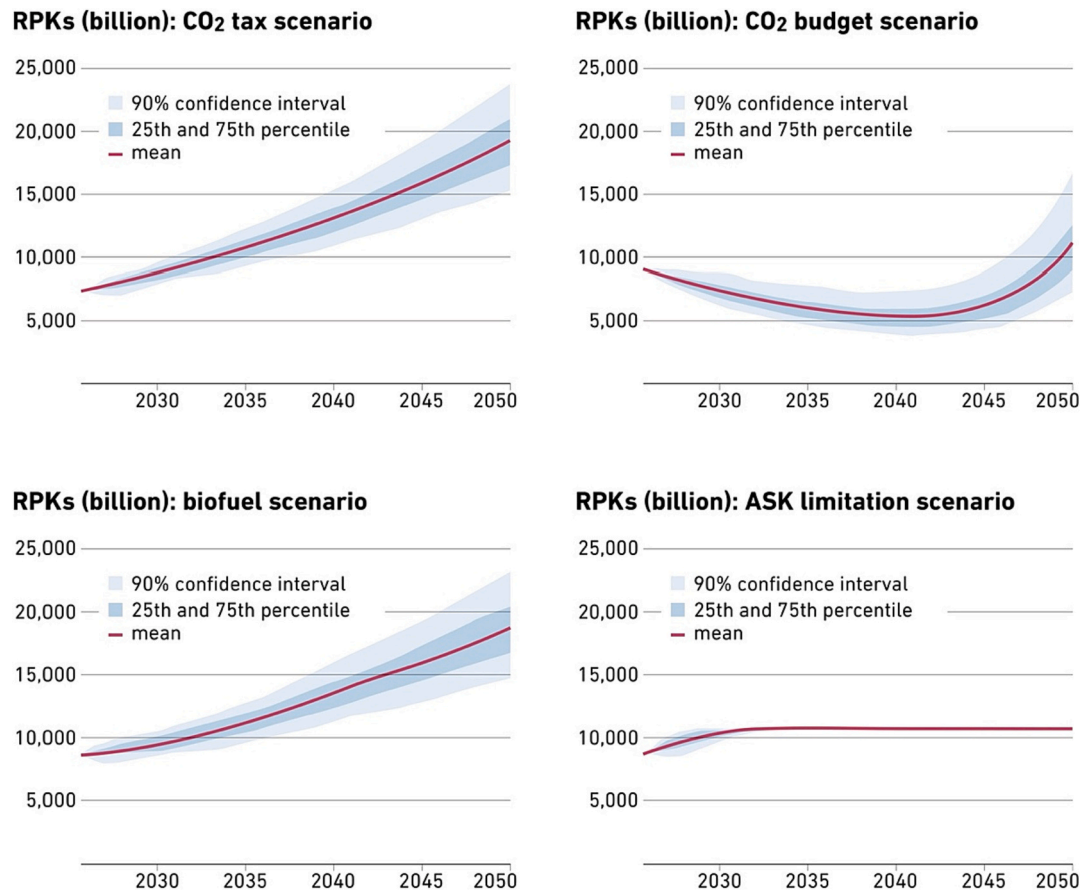 RPKs (billion): CO2 tax scenario
25,000
20,000
15,000
10,000
5,000
90% confidence interval
25th and 75th percentile
mean
2030 2035 2040 2045 2050
RPKs (billion): CO2 budget scenario
25,000
20,000
15,000
10,000
5,000
90% confidence interval
25th and 75th percentile
mean
2030 2035 2040 2045 2050
RPKs (billion): biofuel scenario
25,000
20,000
15,000
10,000
5,000
90% confidence interval
25th and 75th percentile
mean
2030 2035 2040 2045 2050
RPKs (billion): ASK limitation scenario
25,000
20,000
15,000
10,000
5,000
90% confidence interval
25th and 75th percentile
mean
2030 2035 2040 2045 2050